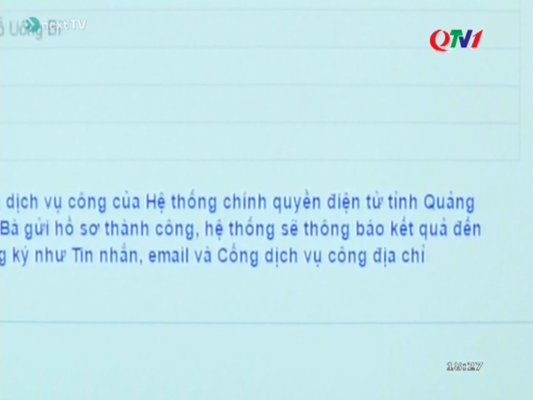 nextTV
ố Uông Bí
QTV1
dịch vụ công của Hệ thống chính quyền điện tử tỉnh Quảng
Bà gửi hồ sơ thành công, hệ thống sẽ thông báo kết quả đến
g ký như Tin nhắn, email và Cổng dịch vụ công địa chỉ
10:27